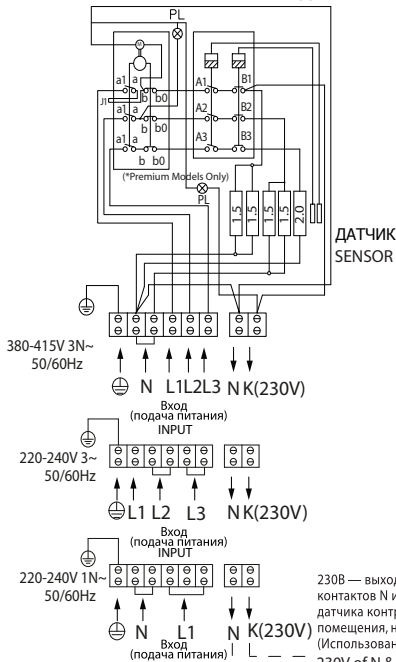 PL
M
a1 a b b0 A1 B1
J1
a1 a b b0 A2 B2
a1 a b b0 A3 B3
(*Premium Models Only)
PL
1.5 1.5 1.5 1.5 2.0
ДАТЧИК
SENSOR
380-415V 3N~
50/60Hz
N L1L2L3 N K(230V)
Вход
(подача питания)
INPUT
220-240V 3~
50/60Hz
L1 L2 L3 N K(230V)
Вход
(подача питания)
INPUT
220-240V 1N~
50/60Hz
N L1 N K(230V)
Вход
(подача питания)
230В — выход
контактов N и
датчика контр
помещения, н
(Использован